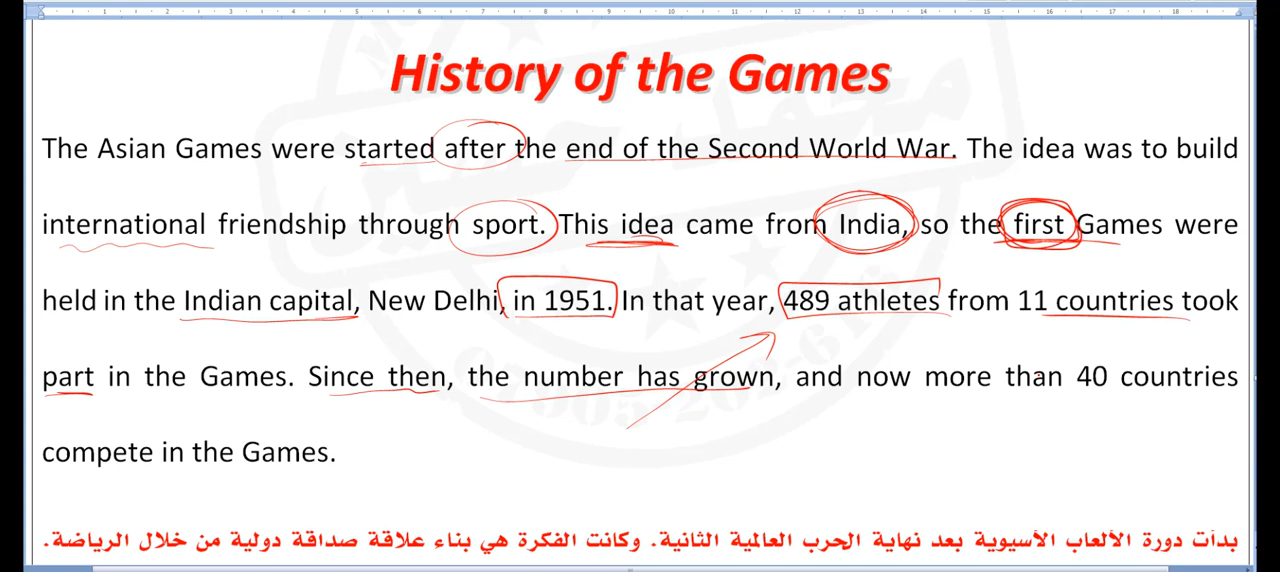 History of the Games
The Asian Games were started after the end of the Second World War. The idea was to build
international friendship through sport. This idea came from India, so the first Games were
held in the Indian capital, New Delhi, in 1951. In that year, 489 athletes from 11 countries took
part in the Games. Since then, the number has grown, and now more than 40 countries
compete in the Games.
بدأت دورة الألعاب الآسيوية بعد نهاية الحرب العالمية الثانية. وكانت الفكرة هي بناء علاقة صداقة دولية من خلال الرياضة.